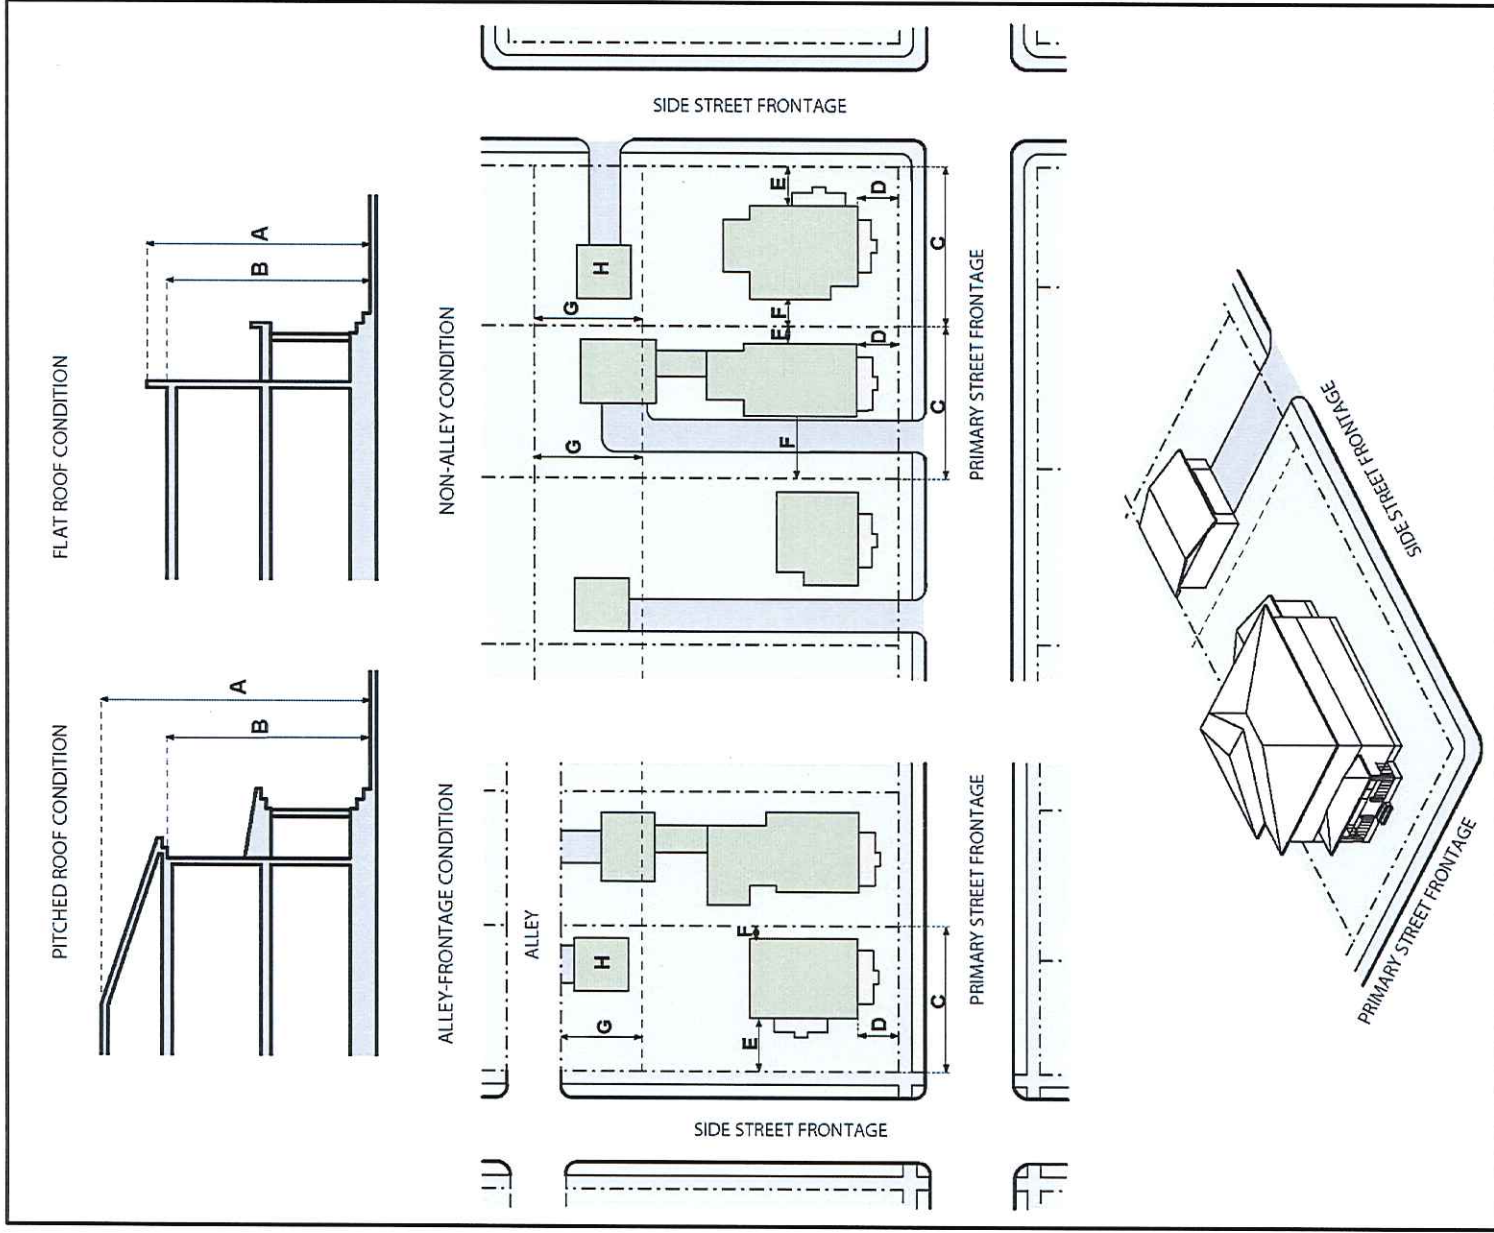 PITCHED ROOF CONDITION
FLAT ROOF CONDITION
A
B
A
B
ALLEY-FRONTAGE CONDITION
NON-ALLEY CONDITION
SIDE STREET FRONTAGE
ALLEY
G
H
E
F
D
C
PRIMARY STREET FRONTAGE
G
G
H
F
E
F
E
D
D
C
C
PRIMARY STREET FRONTAGE
SIDE STREET FRONTAGE
PRIMARY STREET FRONTAGE
SIDE STREET FRONTAGE